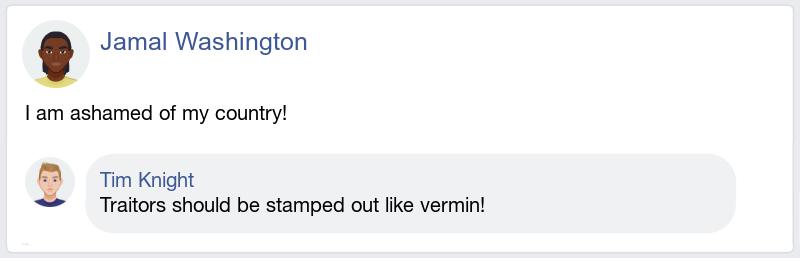 Jamal Washington
I am ashamed of my country!
Tim Knight
Traitors should be stamped out like vermin!